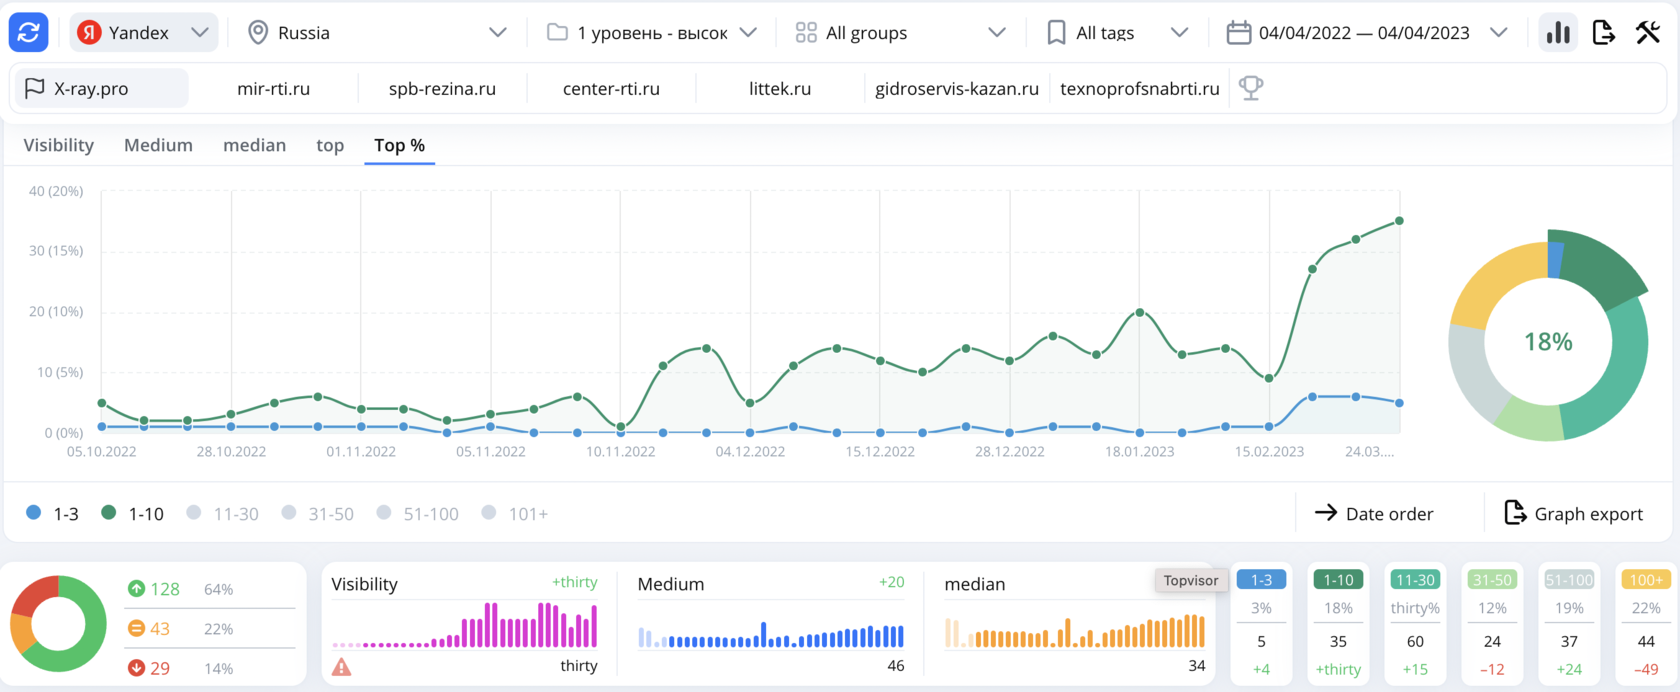 Я Yandex Russia 1 уровень - высок All groups All tags 04/04/2022 — 04/04/2023
X-ray.pro mir-rti.ru spb-rezina.ru center-rti.ru littek.ru gidroservis-kazan.ru texnoprofsnabrti.ru
Visibility Medium median top Top %
40 (20%)
30 (15%)
20 (10%)
10 (5%)
0 (0%)
05.10.2022 28.10.2022 01.11.2022 05.11.2022 10.11.2022 04.12.2022 15.12.2022 28.12.2022 18.01.2023 15.02.2023 24.03....
18%
1-3 1-10 11-30 31-50 51-100 101+ Date order Graph export
128 64%
43 22%
29 14%
Visibility +thirty
thirty
Medium +20
46
median
34
Topvisor
1-3 1-10 11-30 31-50 51-100 100+
3% 18% thirty% 12% 19% 22%
5 35 60 24 37 44
+4 +thirty +15 −12 +24 −49